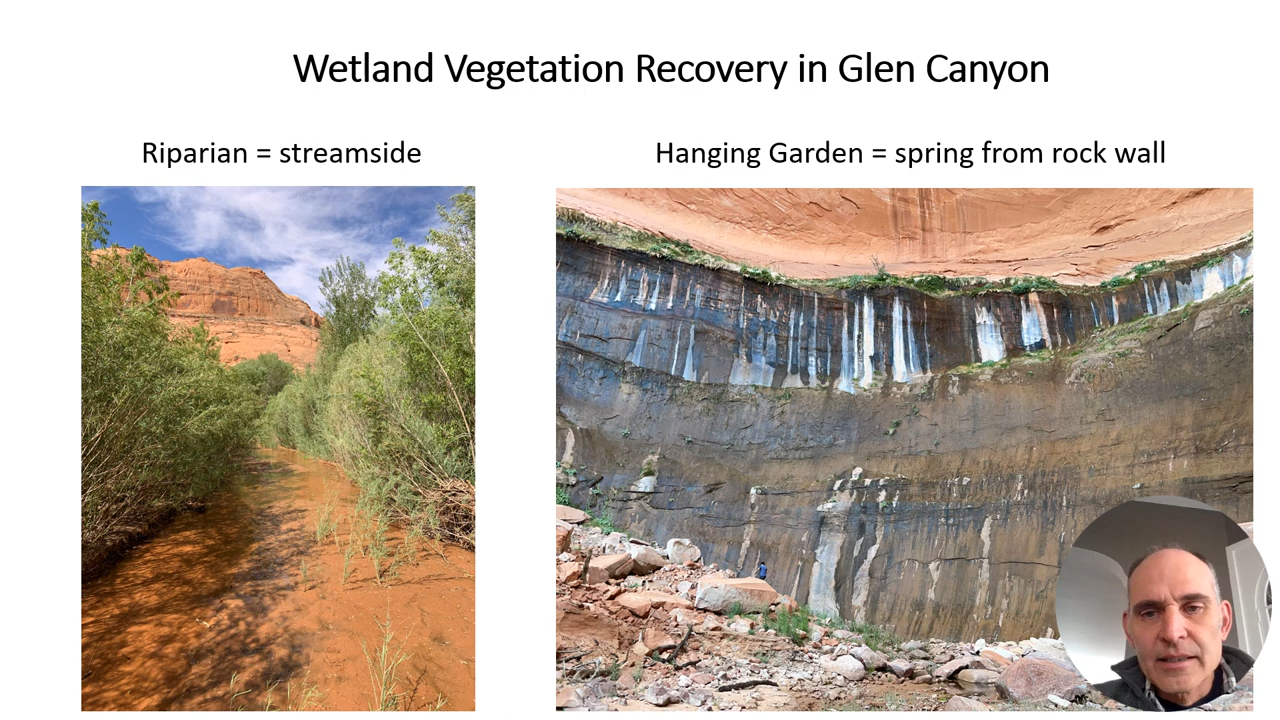 Wetland Vegetation Recovery in Glen Canyon
Riparian = streamside
Hanging Garden = spring from rock wall